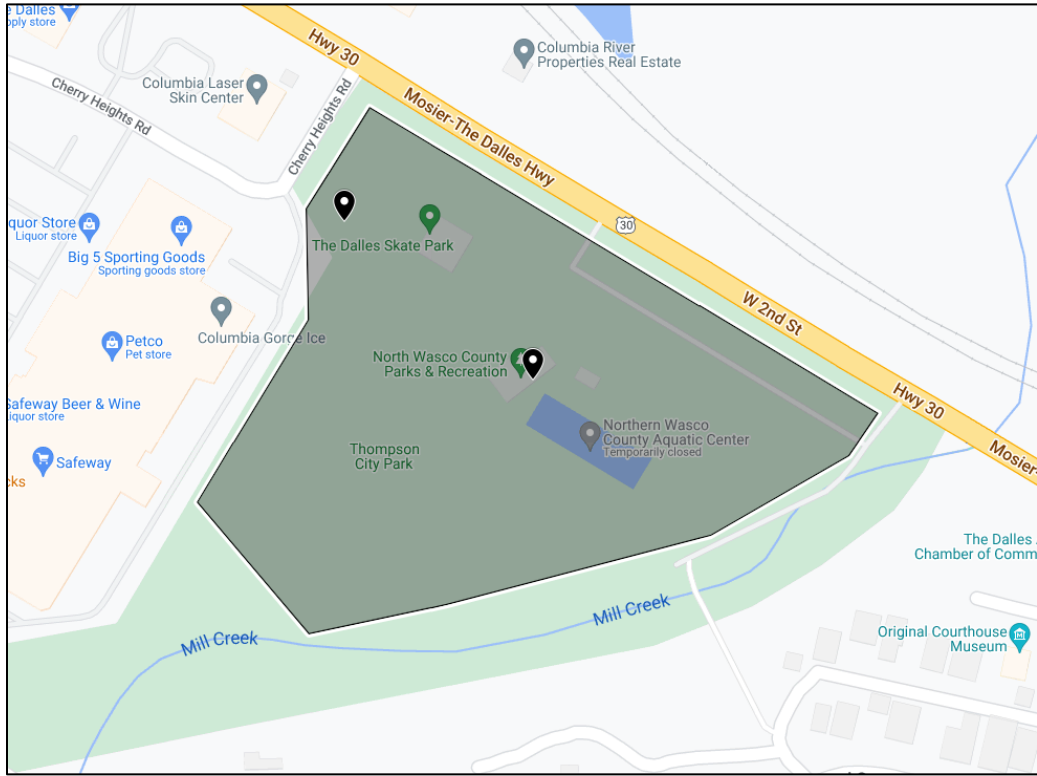 e Dalles
pply store
Hwy 30
Columbia River
Properties Real Estate
Columbia Laser
Skin Center
Cherry Heights Rd
Cherry Heights Rd
Mosier-The Dalles Hwy
quor Store
Liquor store
The Dalles Skate Park
30
Big 5 Sporting Goods
Sporting goods store
W 2nd St
Columbia Gorge Ice
Petco
Pet store
North Wasco County
Parks & Recreation
Hwy 30
Safeway Beer & Wine
iquor store
Northern Wasco
County Aquatic Center
Temporarily closed
Thompson
City Park
Mosier-
Safeway
cks
The Dalles
Chamber of Comm
Mill Creek
Mill Creek
Original Courthouse
Museum